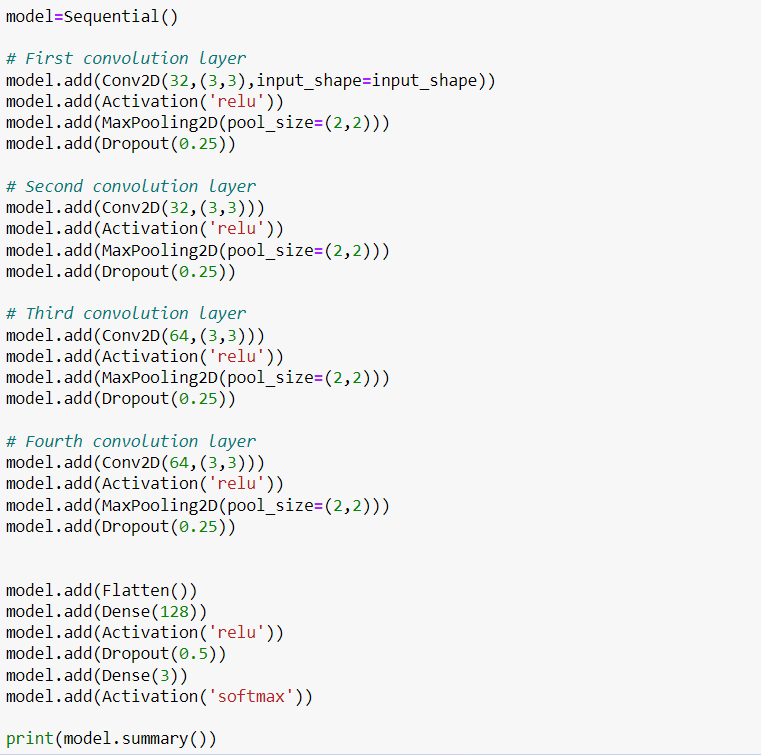 model=Sequential()
# First convolution layer
model.add(Conv2D(32,(3,3),input_shape=input_shape))
model.add(Activation('relu'))
model.add(MaxPooling2D(pool_size=(2,2)))
model.add(Dropout(0.25))
# Second convolution layer
model.add(Conv2D(32,(3,3)))
model.add(Activation('relu'))
model.add(MaxPooling2D(pool_size=(2,2)))
model.add(Dropout(0.25))
# Third convolution layer
model.add(Conv2D(64,(3,3)))
model.add(Activation('relu'))
model.add(MaxPooling2D(pool_size=(2,2)))
model.add(Dropout(0.25))
# Fourth convolution layer
model.add(Conv2D(64,(3,3)))
model.add(Activation('relu'))
model.add(MaxPooling2D(pool_size=(2,2)))
model.add(Dropout(0.25))
model.add(Flatten())
model.add(Dense(128))
model.add(Activation('relu'))
model.add(Dropout(0.5))
model.add(Dense(3))
model.add(Activation('softmax'))
print(model.summary())